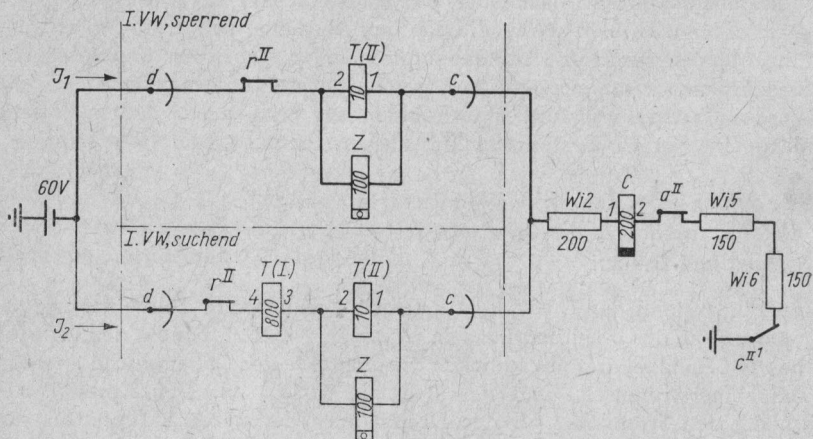 I. VW, sperrend
J₁ d rᴵᴵ T(II) c
2 10 1
Z
100
60V
I. VW, suchend
J₂ d rᴵᴵ T(I) T(II) c
4 800 3 2 10 1
Z
100
Wi2 C aᴵᴵ Wi5
200 1 200 2 150
Wi6 150
cᴵᴵ¹